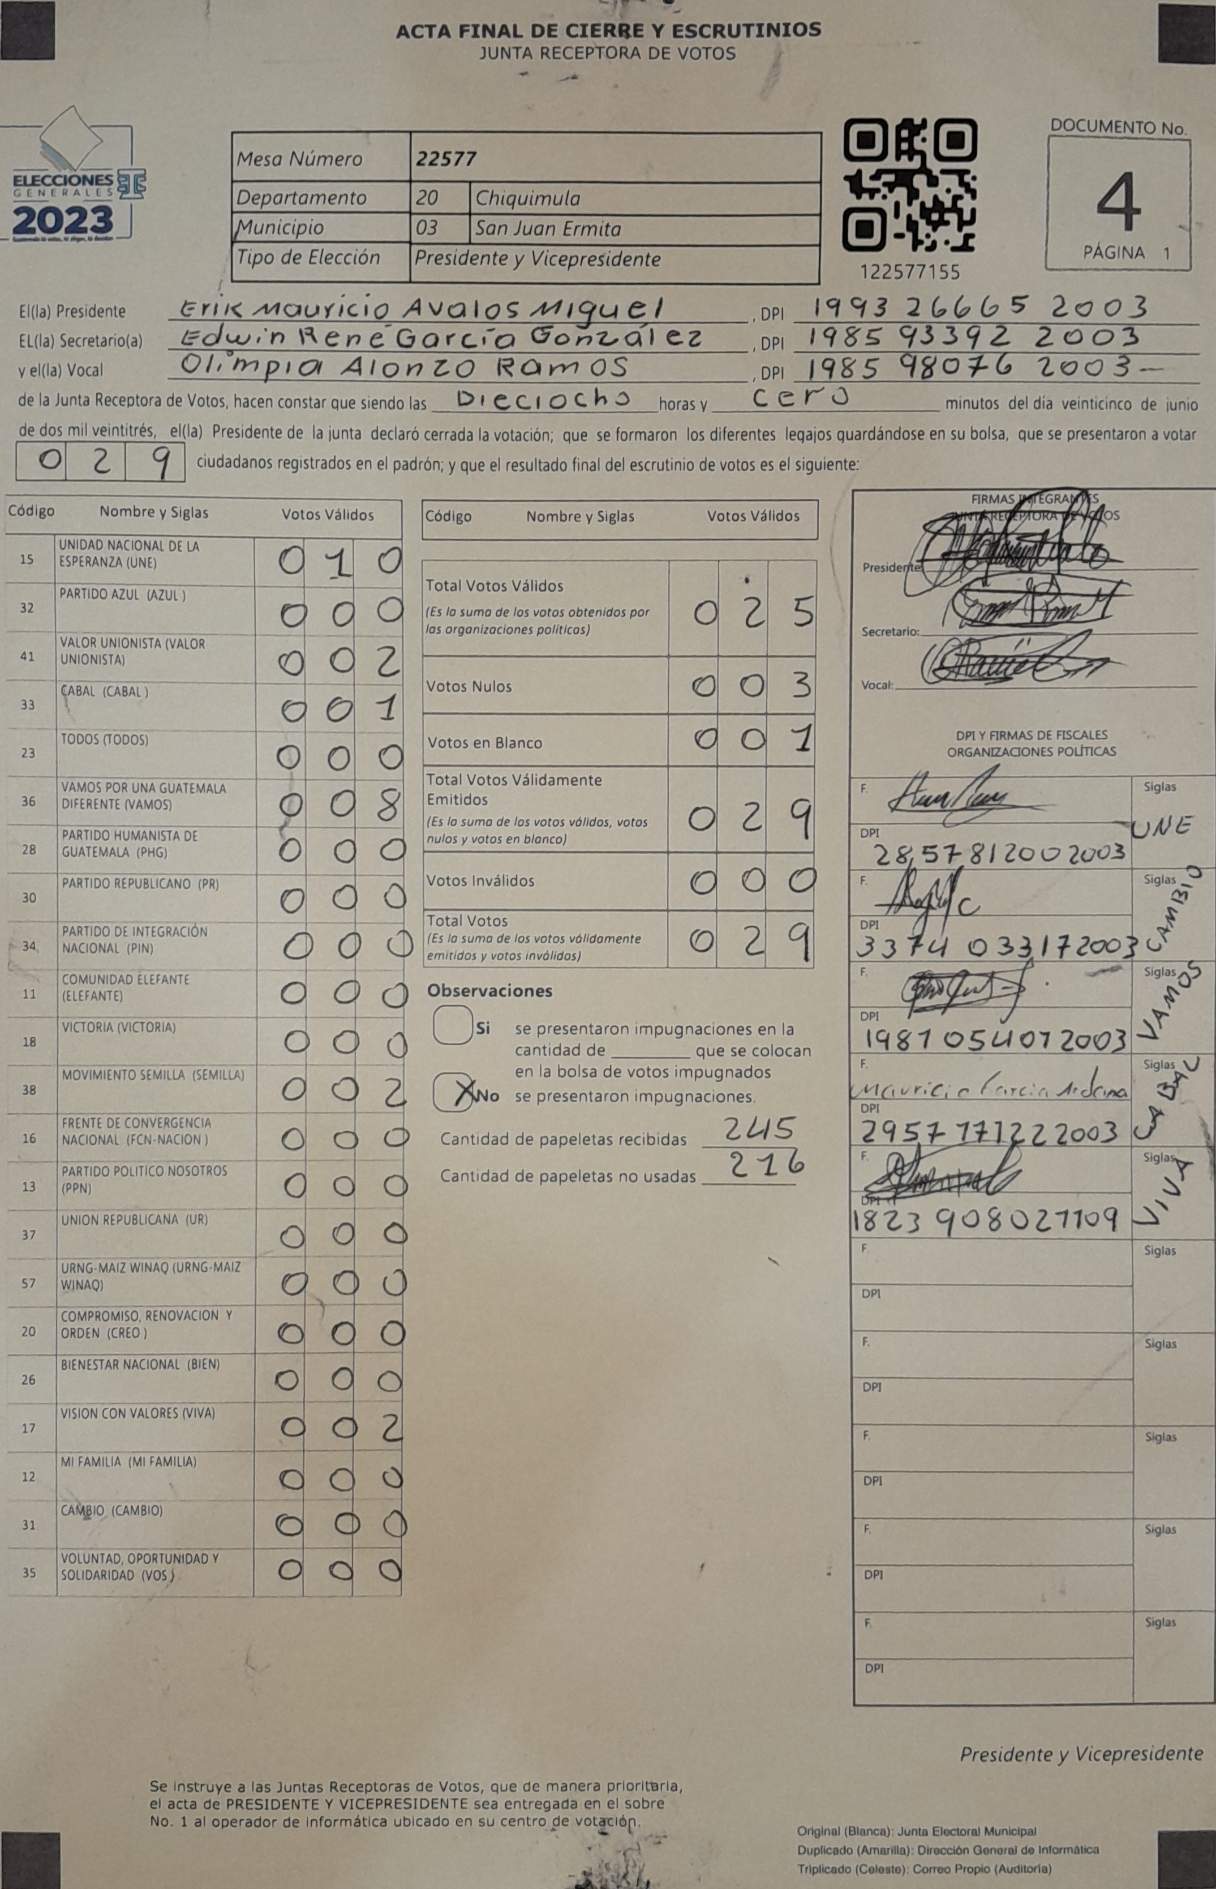 ACTA FINAL DE CIERRE Y ESCRUTINIOS
JUNTA RECEPTORA DE VOTOS
ELECCIONES
GENERALES
2023
Mesa Número 22577
Departamento 20 Chiquimula
Municipio 03 San Juan Ermita
Tipo de Elección Presidente y Vicepresidente
122577155
DOCUMENTO No.
4
PÁGINA 1
El(la) Presidente Erik Mauricio Avalos Miguel, DPI 1993 26665 2003
EL(la) Secretario(a) Edwin René García González, DPI 1985 93392 2003
y el(la) Vocal Olimpia Alonzo Ramos, DPI 1985 98076 2003
de la Junta Receptora de Votos, hacen constar que siendo las Dieciocho horas y cero minutos del día veinticinco de junio
de dos mil veintitrés, el(la) Presidente de la junta declaró cerrada la votación; que se formaron los diferentes legajos guardándose en su bolsa, que se presentaron a votar
0 2 9 ciudadanos registrados en el padrón; y que el resultado final del escrutinio de votos es el siguiente:
Código Nombre y Siglas Votos Válidos
15 UNIDAD NACIONAL DE LA ESPERANZA (UNE) 0 1 0
32 PARTIDO AZUL (AZUL) 0 0 0
41 VALOR UNIONISTA (VALOR UNIONISTA) 0 0 2
33 CABAL (CABAL) 0 0 1
23 TODOS (TODOS) 0 0 0
36 VAMOS POR UNA GUATEMALA DIFERENTE (VAMOS) 0 0 8
28 PARTIDO HUMANISTA DE GUATEMALA (PHG) 0 0 0
30 PARTIDO REPUBLICANO (PR) 0 0 0
34 PARTIDO DE INTEGRACIÓN NACIONAL (PIN) 0 0 0
11 COMUNIDAD ELEFANTE (ELEFANTE) 0 0 0
18 VICTORIA (VICTORIA) 0 0 0
38 MOVIMIENTO SEMILLA (SEMILLA) 0 0 2
16 FRENTE DE CONVERGENCIA NACIONAL (FCN-NACION) 0 0 0
13 PARTIDO POLITICO NOSOTROS (PPN) 0 0 0
37 UNION REPUBLICANA (UR) 0 0 0
57 URNG-MAIZ WINAQ (URNG-MAIZ WINAQ) 0 0 0
20 COMPROMISO, RENOVACION Y ORDEN (CREO) 0 0 0
26 BIENESTAR NACIONAL (BIEN) 0 0 0
17 VISION CON VALORES (VIVA) 0 0 2
12 MI FAMILIA (MI FAMILIA) 0 0 0
31 CAMBIO (CAMBIO) 0 0 0
35 VOLUNTAD, OPORTUNIDAD Y SOLIDARIDAD (VOS) 0 0 0
Código Nombre y Siglas Votos Válidos
Total Votos Válidos 0 2 5
(Es la suma de los votos obtenidos por
las organizaciones políticas)
Votos Nulos 0 0 3
Votos en Blanco 0 0 1
Total Votos Válidamente
Emitidos 0 2 9
(Es la suma de los votos válidos, votos
nulos y votos en blanco)
Votos Inválidos 0 0 0
Total Votos 0 2 9
(Es la suma de los votos válidamente
emitidos y votos inválidos)
Observaciones
Si se presentaron impugnaciones en la
cantidad de ________ que se colocan
en la bolsa de votos impugnados
X No se presentaron impugnaciones.
Cantidad de papeletas recibidas 245
Cantidad de papeletas no usadas 216
FIRMAS INTEGRANTES
JUNTA RECEPTORA DE VOTOS
Presidente:
Secretario:
Vocal:
DPI Y FIRMAS DE FISCALES
ORGANIZACIONES POLÍTICAS
F. Siglas UNE
DPI 2857812002003
F. Siglas CAMBIO
DPI 3374 033172003
F. Siglas VAMOS
DPI 1987054072003
F. Mauricio Garcia Siglas CABAL
DPI 2957 771222003
F. Siglas VIVA
DPI 1823 908027109
F. Siglas
DPI
F. Siglas
DPI
F. Siglas
DPI
F. Siglas
DPI
F. Siglas
DPI
Presidente y Vicepresidente
Se instruye a las Juntas Receptoras de Votos, que de manera prioritaria,
el acta de PRESIDENTE Y VICEPRESIDENTE sea entregada en el sobre
No. 1 al operador de informática ubicado en su centro de votación.
Original (Blanca): Junta Electoral Municipal
Duplicado (Amarilla): Dirección General de Informática
Triplicado (Celeste): Correo Propio (Auditoría)